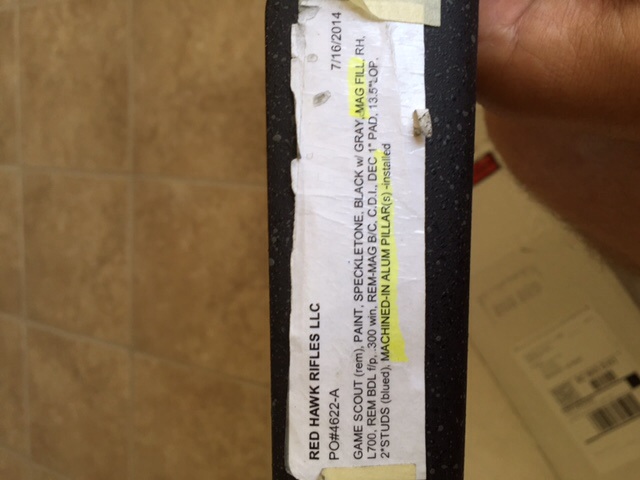 RED HAWK RIFLES LLC
PO#4622-A 7/16/2014
GAME SCOUT (rem), PAINT, SPECKLETONE, BLACK w/ GRAY, MAG FILL, RH,
L700, REM BDL f/p, .300 win, REM-MAG B/C, C.D.I., DEC 1" PAD, 13.5"LOP,
2"STUDS (blued), MACHINED-IN ALUM PILLAR(s) -installed